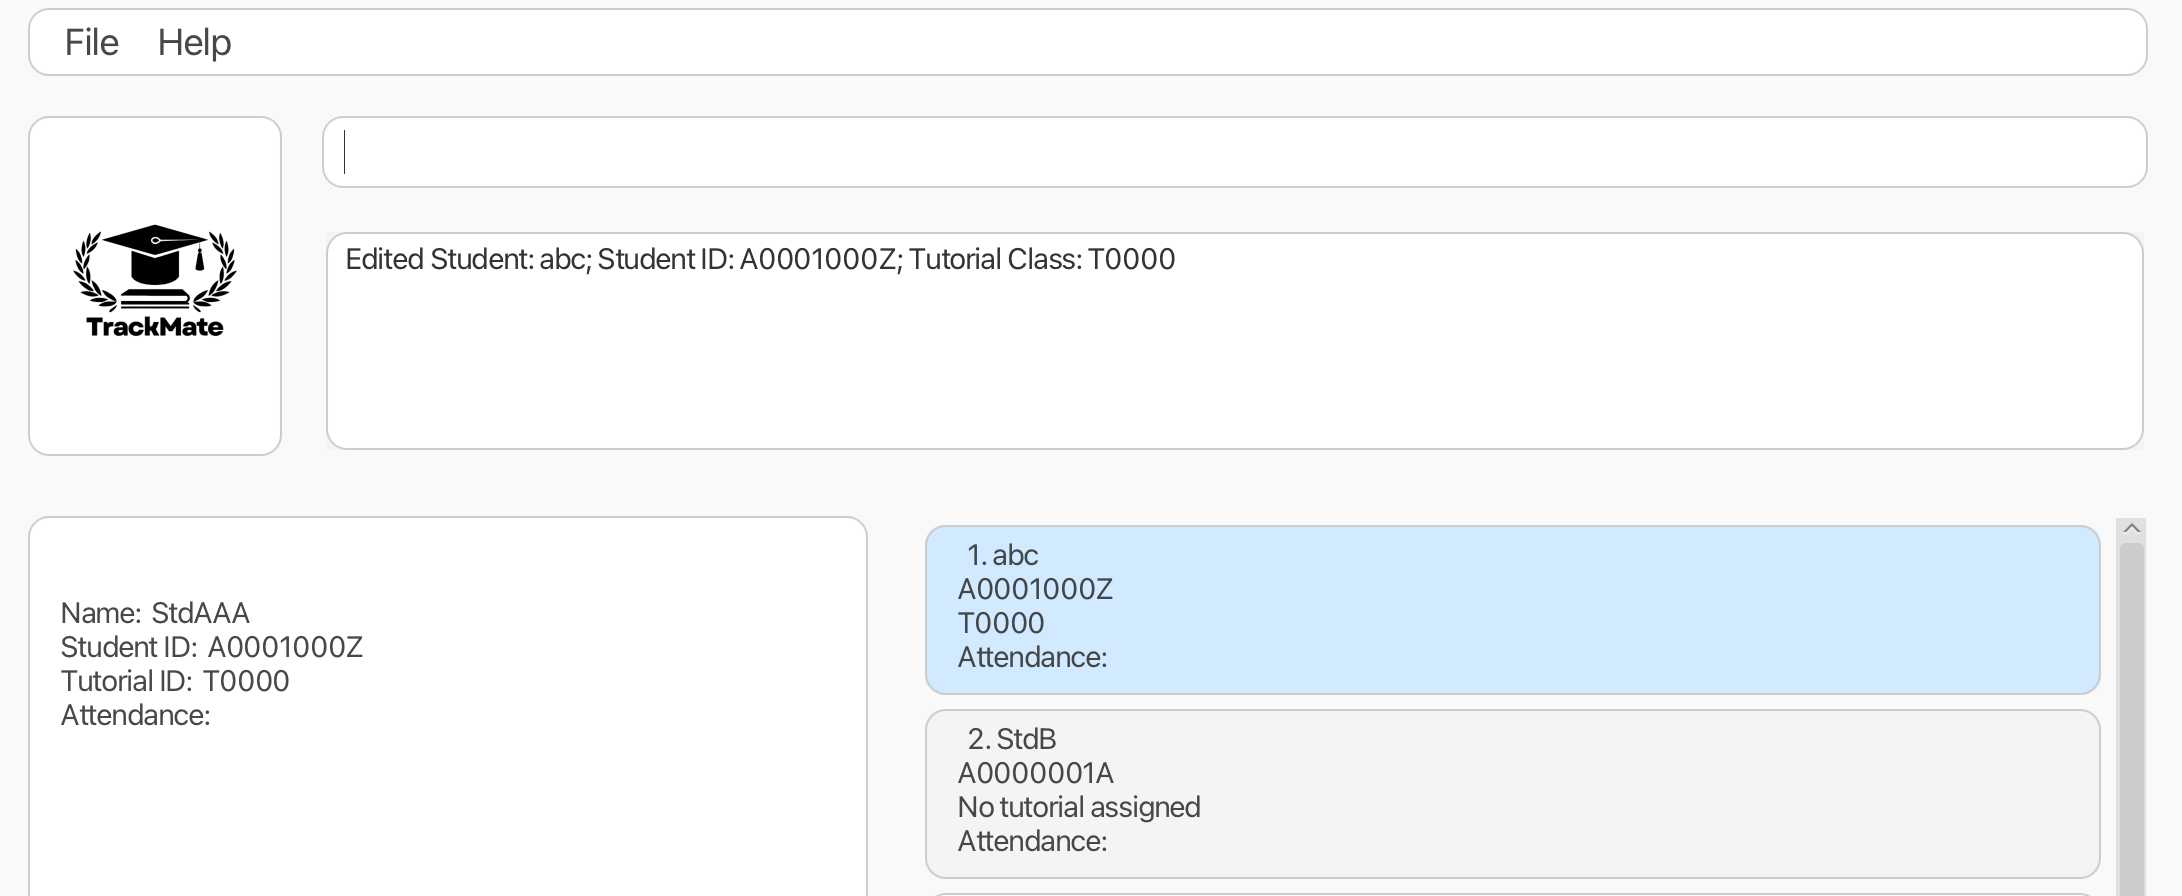 File Help
TrackMate
Edited Student: abc; Student ID: A0001000Z; Tutorial Class: T0000
Name: StdAAA
Student ID: A0001000Z
Tutorial ID: T0000
Attendance:
1. abc
A0001000Z
T0000
Attendance:
2. StdB
A0000001A
No tutorial assigned
Attendance: